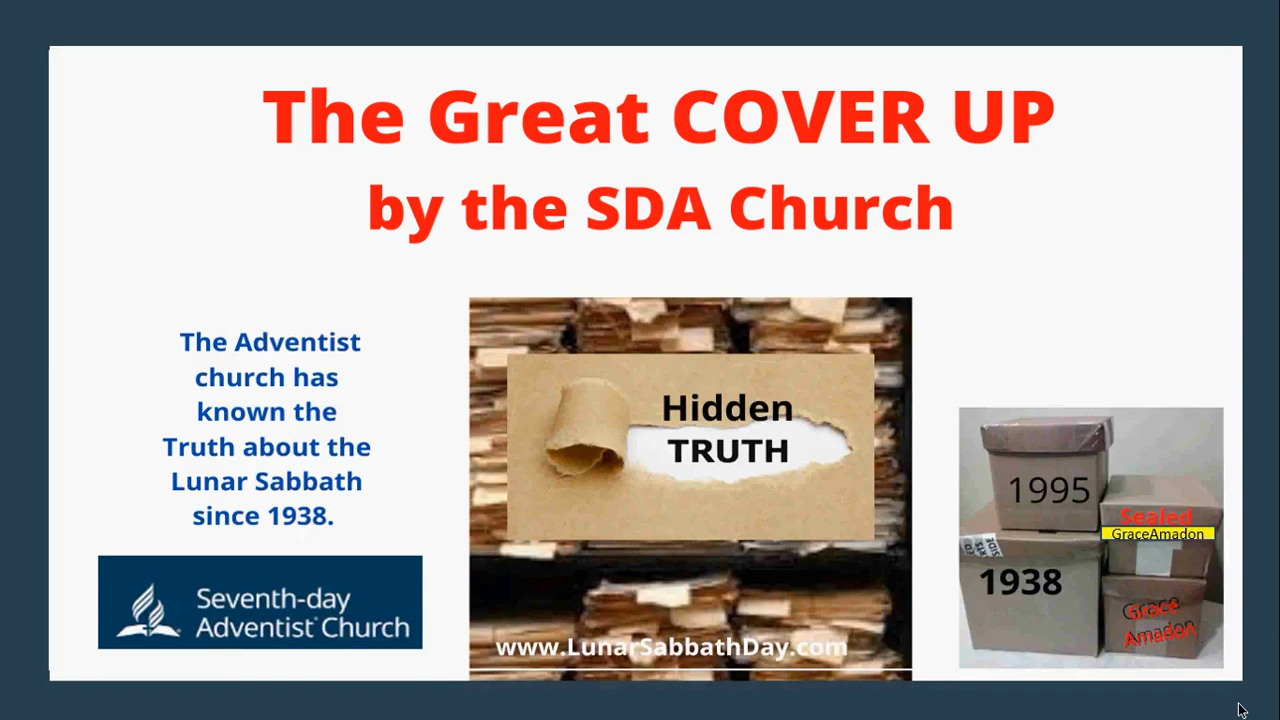 The Great COVER UP
by the SDA Church
The Adventist
church has
known the
Truth about the
Lunar Sabbath
since 1938.
Seventh-day
Adventist Church
Hidden
TRUTH
www.LunarSabbathDay.com
1995
Sealed
GraceAmadon
1938
Grace
Amadon